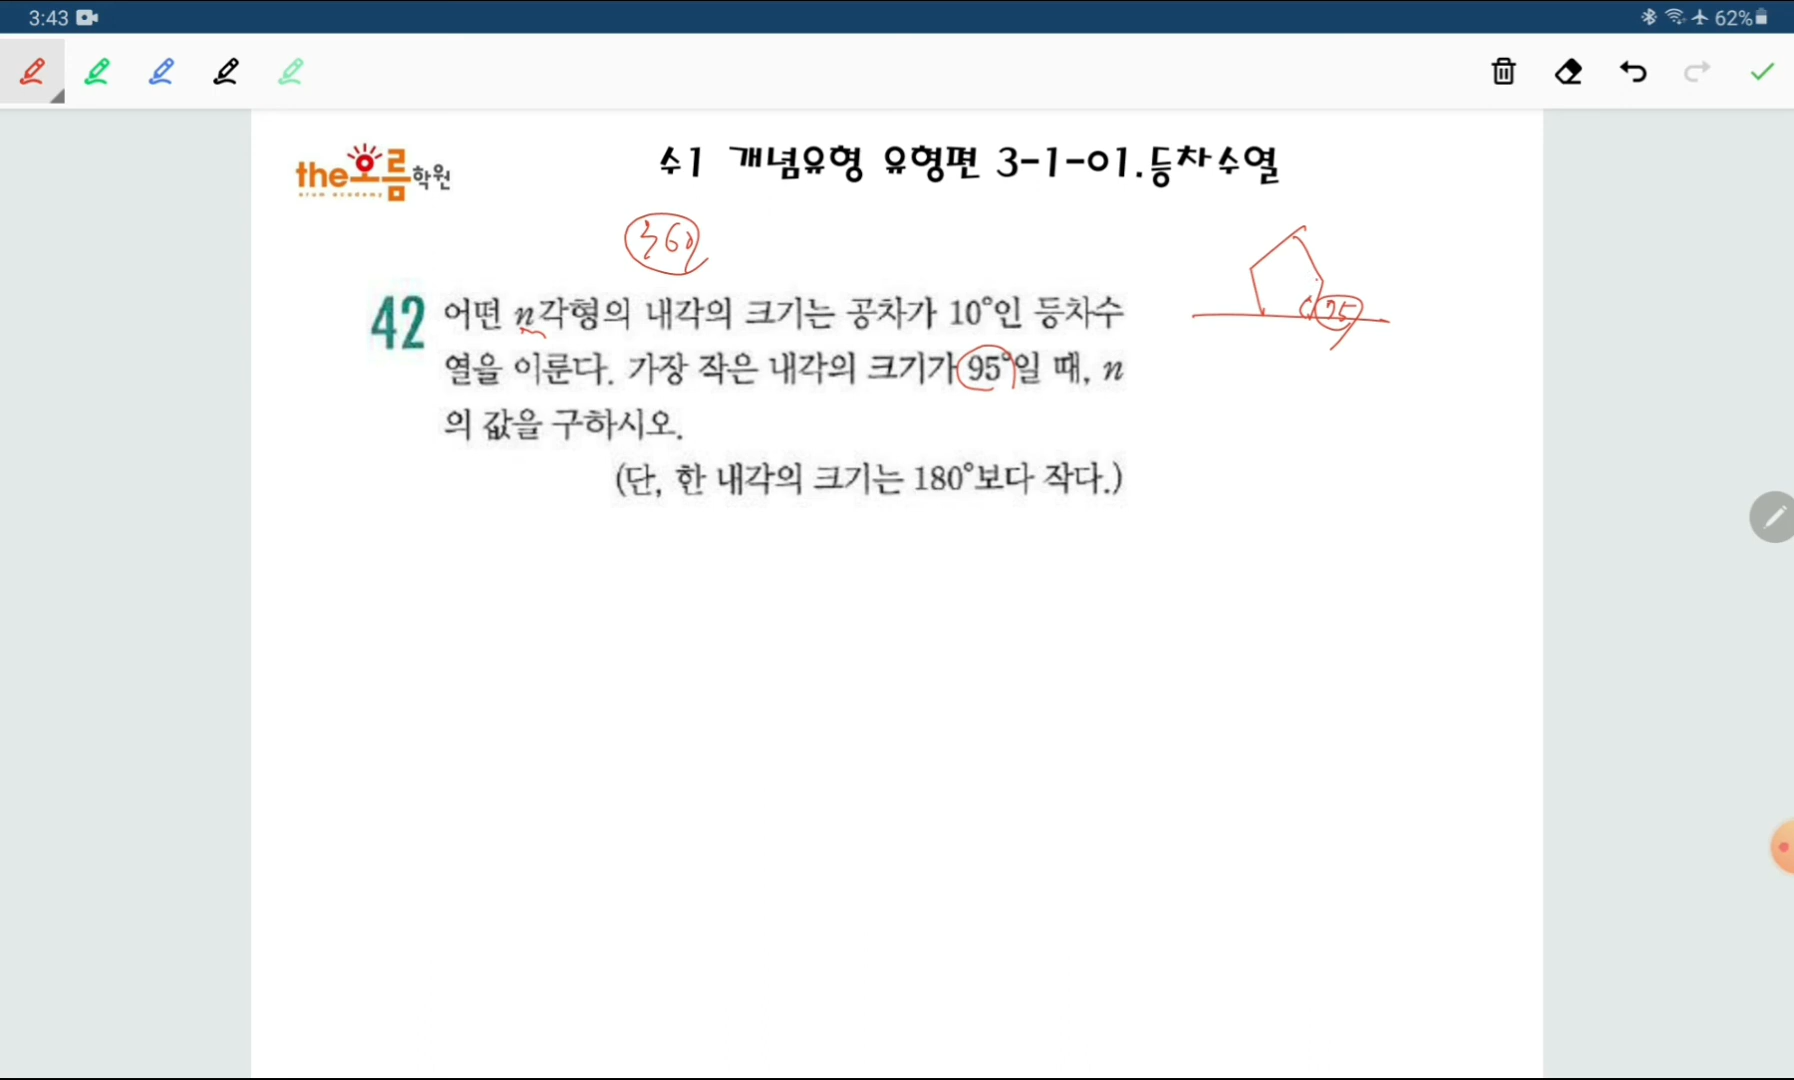 3:43
62%
the오름학원
수1 개념유형 유형편 3-1-01.등차수열
360
42 어떤 n각형의 내각의 크기는 공차가 10°인 등차수
열을 이룬다. 가장 작은 내각의 크기가 95°일 때, n
의 값을 구하시오.
(단, 한 내각의 크기는 180°보다 작다.)